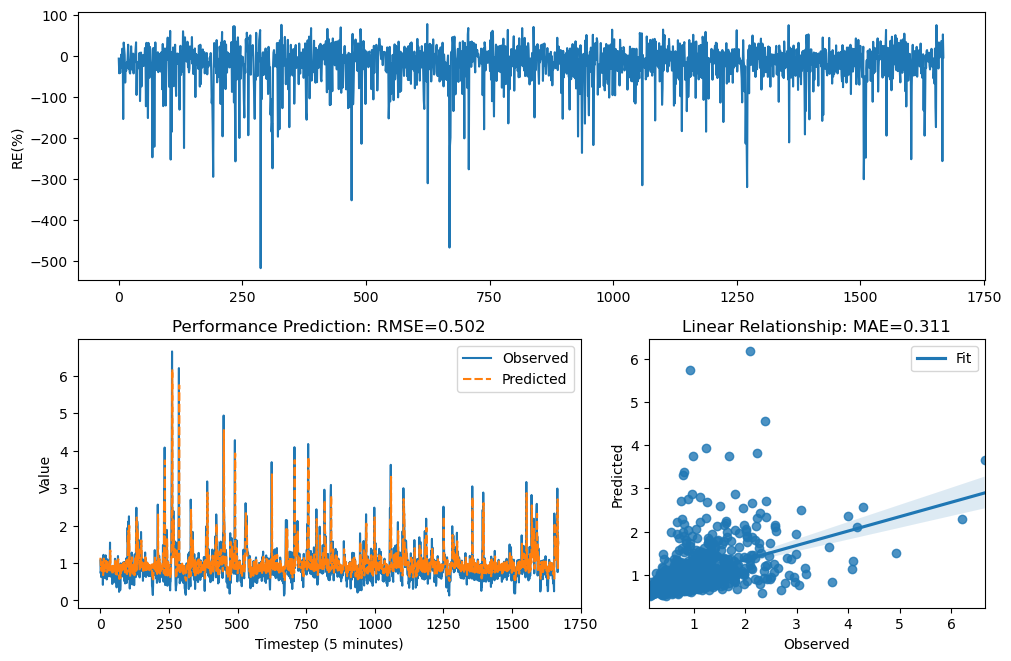 100
0
−100
−200
−300
−400
−500
RE(%)
0 250 500 750 1000 1250 1500 1750
Performance Prediction: RMSE=0.502
Observed
Predicted
6
5
4
3
2
1
0
Value
0 250 500 750 1000 1250 1500 1750
Timestep (5 minutes)
Linear Relationship: MAE=0.311
Fit
6
5
4
3
2
1
Predicted
1 2 3 4 5 6
Observed